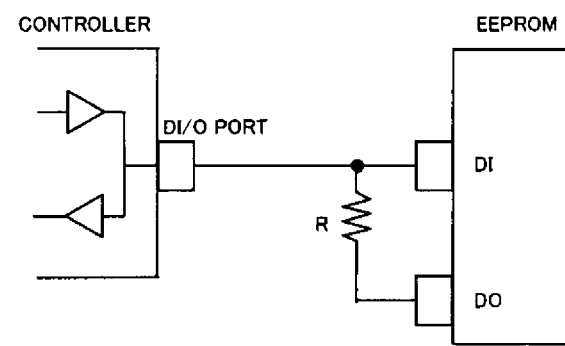 CONTROLLER
EEPROM
DI/O PORT
DI
R
DO